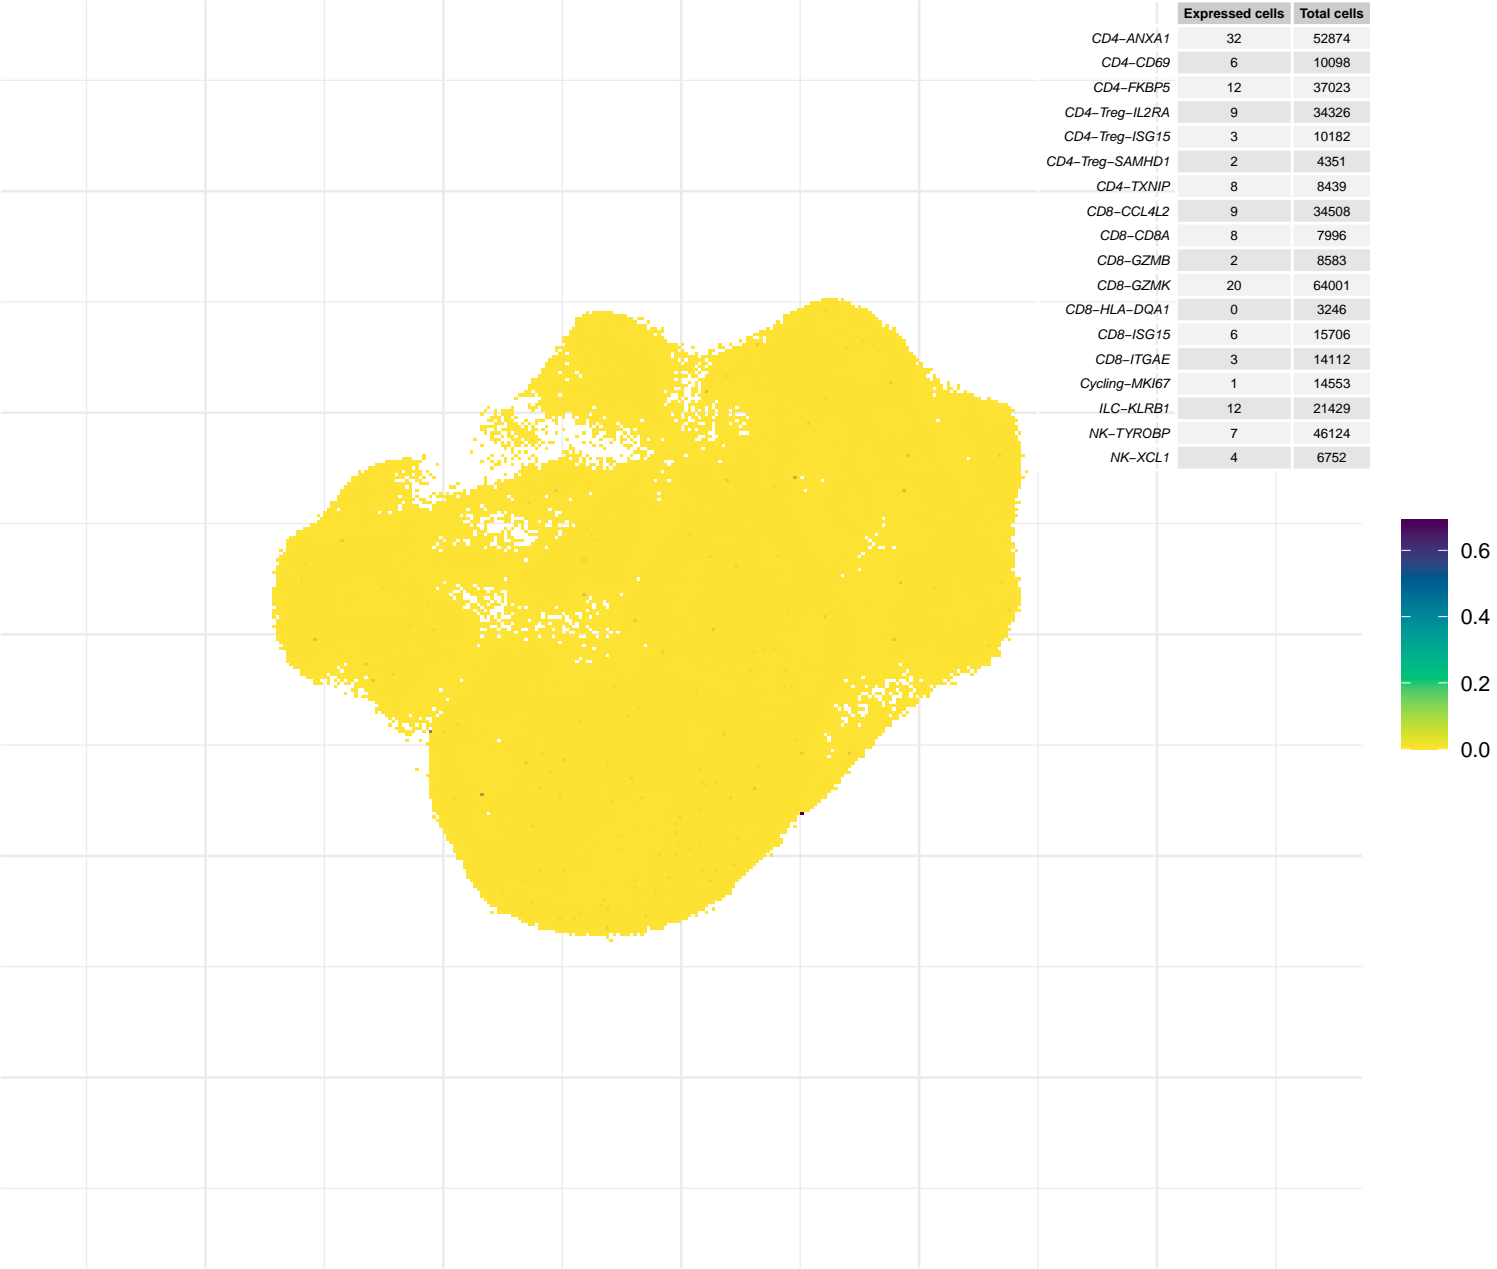 Expressed cells Total cells
CD4−ANXA1 32 52874
CD4−CD69 6 10098
CD4−FKBP5 12 37023
CD4−Treg−IL2RA 9 34326
CD4−Treg−ISG15 3 10182
CD4−Treg−SAMHD1 2 4351
CD4−TXNIP 8 8439
CD8−CCL4L2 9 34508
CD8−CD8A 8 7996
CD8−GZMB 2 8583
CD8−GZMK 20 64001
CD8−HLA−DQA1 0 3246
CD8−ISG15 6 15706
CD8−ITGAE 3 14112
Cycling−MKI67 1 14553
ILC−KLRB1 12 21429
NK−TYROBP 7 46124
NK−XCL1 4 6752
0.6
0.4
0.2
0.0